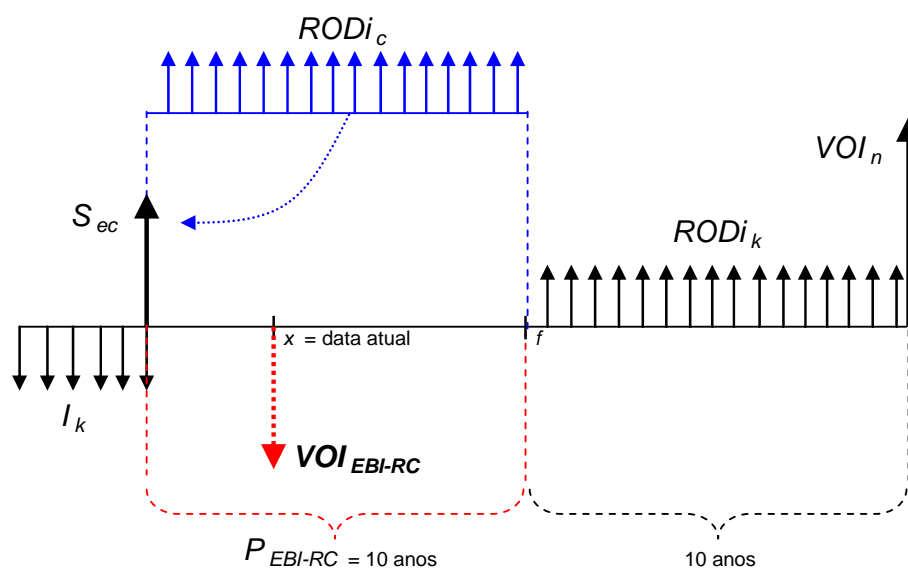 RODi c
VOI n
S ec
RODi k
x = data atual
f
I k
VOI EBI-RC
P EBI-RC = 10 anos
10 anos